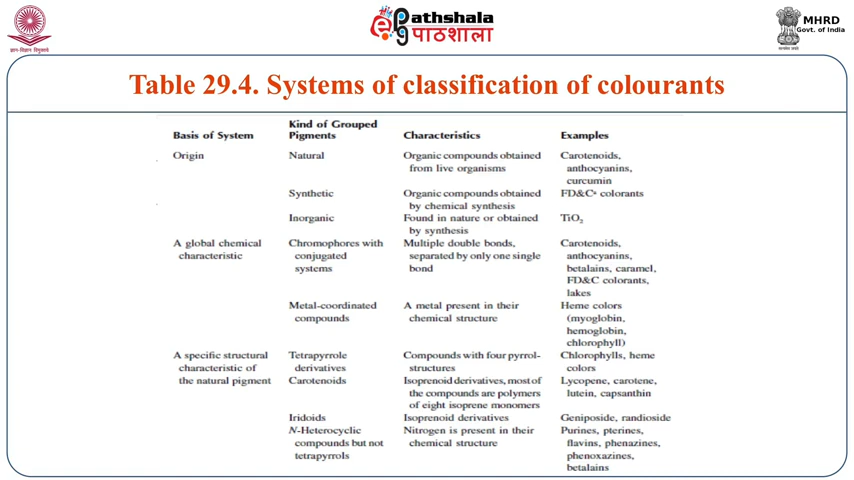 ज्ञान-विज्ञान विमुक्तये
ePathshala
पाठशाला
MHRD
Govt. of India
सत्यमेव जयते
Table 29.4. Systems of classification of colourants
Basis of System Kind of Grouped Pigments Characteristics Examples
Origin Natural Organic compounds obtained Carotenoids,
from live organisms anthocyanins,
curcumin
Synthetic Organic compounds obtained FD&Cᵃ colorants
by chemical synthesis
Inorganic Found in nature or obtained TiO₂
by synthesis
A global chemical Chromophores with Multiple double bonds, Carotenoids,
characteristic conjugated separated by only one single anthocyanins,
systems bond betalains, caramel,
FD&C colorants,
lakes
Metal-coordinated A metal present in their Heme colors
compounds chemical structure (myoglobin,
hemoglobin,
chlorophyll)
A specific structural Tetrapyrrole Compounds with four pyrrol- Chlorophylls, heme
characteristic of derivatives structures colors
the natural pigment Carotenoids Isoprenoid derivatives, most of Lycopene, carotene,
the compounds are polymers lutein, capsanthin
of eight isoprene monomers
Iridoids Isoprenoid derivatives Geniposide, randioside
N-Heterocyclic Nitrogen is present in their Purines, pterines,
compounds but not chemical structure flavins, phenazines,
tetrapyrrols phenoxazines,
betalains